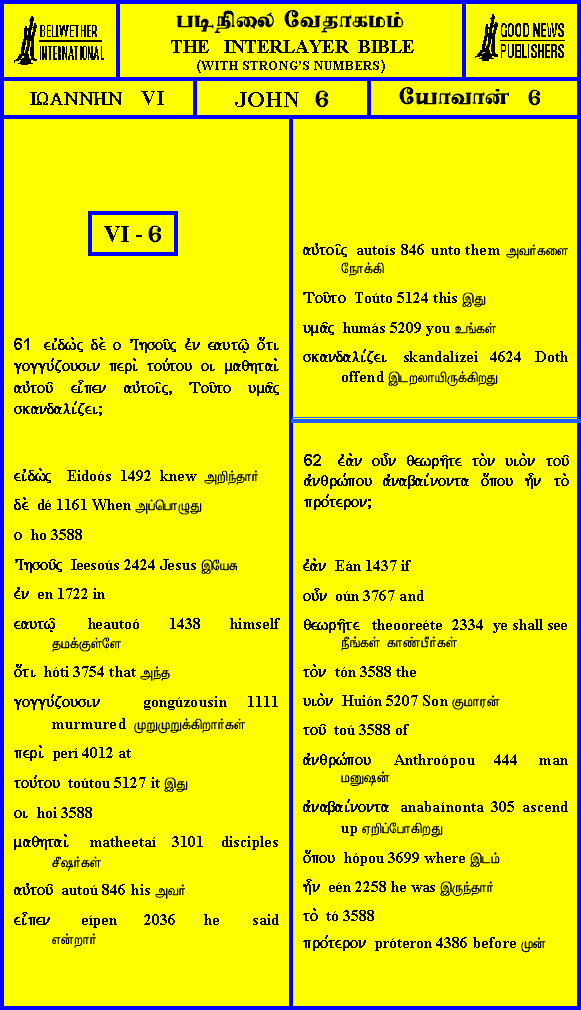 BELLWETHER
INTERNATIONAL
படிநிலை வேதாகமம்
THE INTERLAYER BIBLE
(WITH STRONG'S NUMBERS)
GOOD NEWS
PUBLISHERS
ΙΩΑΝΝΗΝ VI
JOHN 6
யோவான் 6
VI - 6
61 εἰδὼς δὲ ο Ἰησοῦς ἐν εαυτῷ ὅτι
γογγύζουσιν περὶ τούτου οι μαθηταὶ
αὐτοῦ εἶπεν αὐτοῖς, Τοῦτο υμᾶς
σκανδαλίζει;
εἰδὼς Eidoós 1492 knew அறிந்தார்
δὲ dé 1161 When அப்பொழுது
ο ho 3588
Ἰησοῦς Ieesoús 2424 Jesus இயேசு
ἐν en 1722 in
εαυτῷ heautoó 1438 himself
தமக்குள்ளே
ὅτι hóti 3754 that அந்த
γογγύζουσιν gongúzousin 1111
murmured முறுமுறுக்கிறார்கள்
περὶ perí 4012 at
τούτου toútou 5127 it இது
οι hoi 3588
μαθηταὶ matheetaí 3101 disciples
சீஷர்கள்
αὐτοῦ autoú 846 his அவர்
εἶπεν eípen 2036 he said
என்றார்
αὐτοῖς autoís 846 unto them அவர்களை
நோக்கி
Τοῦτο Toúto 5124 this இது
υμᾶς humás 5209 you உங்கள்
σκανδαλίζει skandalízei 4624 Doth
offend இடறலாயிருக்கிறது
62 ἐὰν οὖν θεωρῆτε τὸν υιὸν τοῦ
ἀνθρώπου ἀναβαίνοντα ὅπου ἦν τὸ
πρότερον;
ἐὰν Eán 1437 if
οὖν oún 3767 and
θεωρῆτε theooreéte 2334 ye shall see
நீங்கள் காண்பீர்கள்
τὸν tón 3588 the
υιὸν Huión 5207 Son குமாரன்
τοῦ toú 3588 of
ἀνθρώπου Anthroópou 444 man
மனுஷன்
ἀναβαίνοντα anabaínonta 305 ascend
up ஏறிப்போகிறது
ὅπου hópou 3699 where இடம்
ἦν eén 2258 he was இருந்தார்
τὸ tó 3588
πρότερον próteron 4386 before முன்